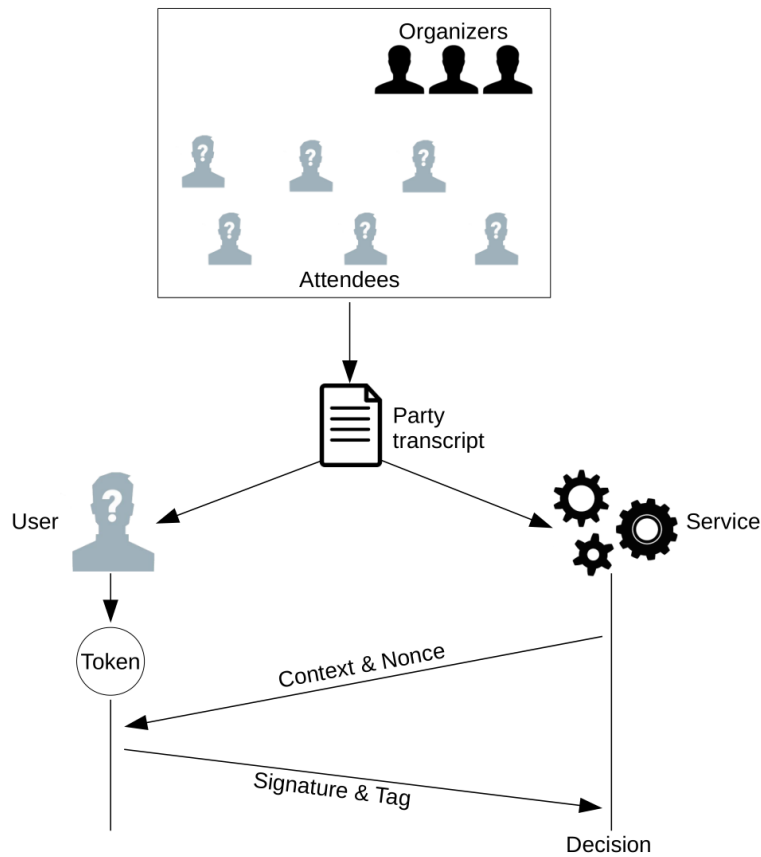 Organizers
?
?
?
?
?
?
Attendees
Party
transcript
?
User
Service
Token
Context & Nonce
Signature & Tag
Decision